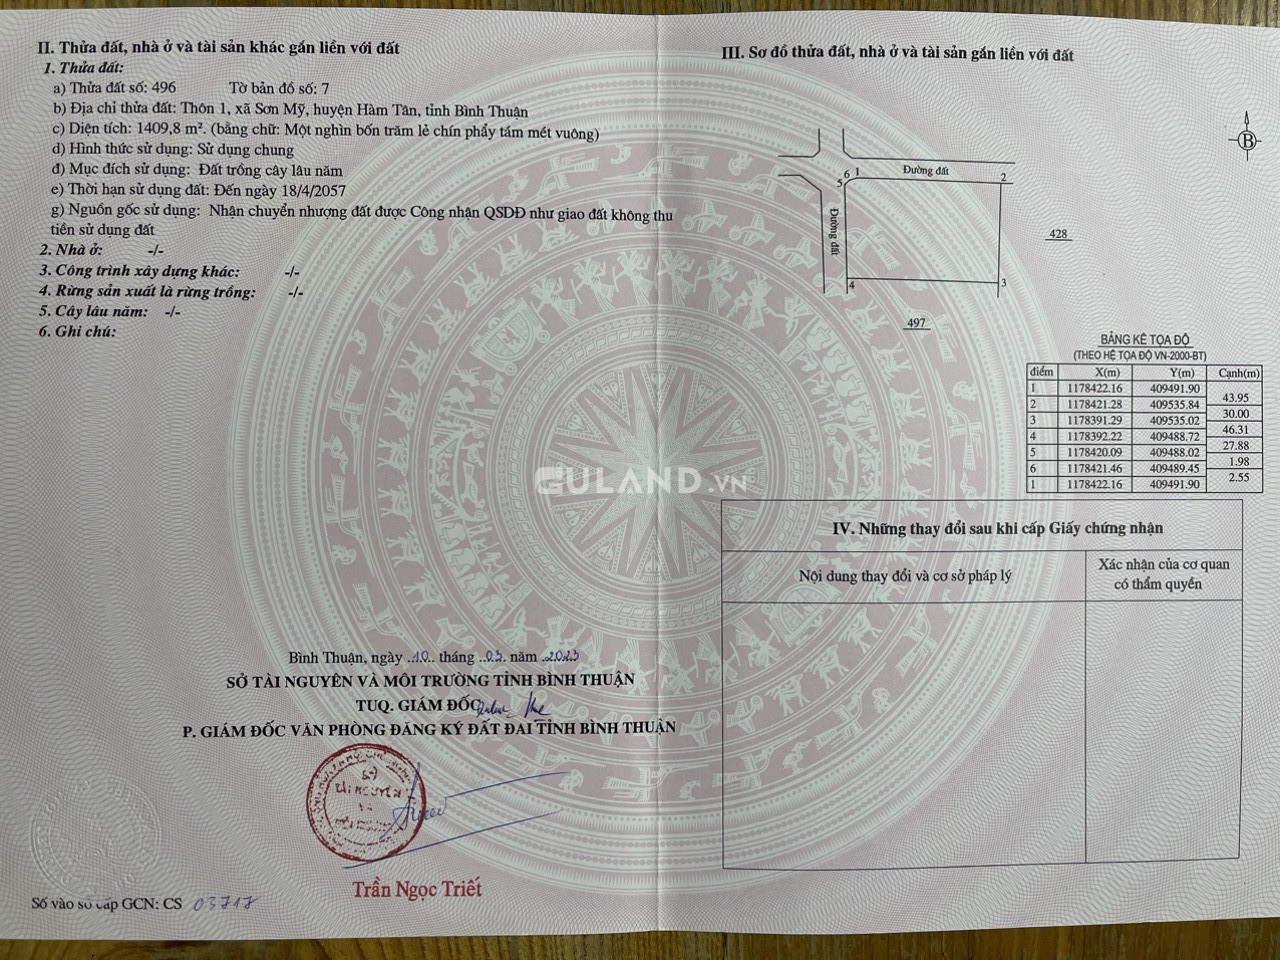 II. Thửa đất, nhà ở và tài sản khác gắn liền với đất
1. Thửa đất:
a) Thửa đất số: 496 Tờ bản đồ số: 7
b) Địa chỉ thửa đất: Thôn 1, xã Sơn Mỹ, huyện Hàm Tân, tỉnh Bình Thuận
c) Diện tích: 1409,8 m². (bằng chữ: Một nghìn bốn trăm lẻ chín phẩy tám mét vuông)
d) Hình thức sử dụng: Sử dụng chung
đ) Mục đích sử dụng: Đất trồng cây lâu năm
e) Thời hạn sử dụng đất: Đến ngày 18/4/2057
g) Nguồn gốc sử dụng: Nhận chuyển nhượng đất được Công nhận QSDĐ như giao đất không thu
tiền sử dụng đất
2. Nhà ở: -/-
3. Công trình xây dựng khác: -/-
4. Rừng sản xuất là rừng trồng: -/-
5. Cây lâu năm: -/-
6. Ghi chú:
Bình Thuận, ngày ..10.. tháng ..03. năm .2023
SỞ TÀI NGUYÊN VÀ MÔI TRƯỜNG TỈNH BÌNH THUẬN
TUQ. GIÁM ĐỐC
P. GIÁM ĐỐC VĂN PHÒNG ĐĂNG KÝ ĐẤT ĐAI TỈNH BÌNH THUẬN
Trần Ngọc Triết
Số vào sổ cấp GCN: CS 03717
III. Sơ đồ thửa đất, nhà ở và tài sản gắn liền với đất
B
Đường đất
5 6 1
2
Đường đất
428
4
3
497
BẢNG KÊ TỌA ĐỘ
(THEO HỆ TỌA ĐỘ VN-2000-BT)
điểm X(m) Y(m) Cạnh(m)
1 1178422.16 409491.90
43.95
2 1178421.28 409535.84
30.00
3 1178391.29 409535.02
46.31
4 1178392.22 409488.72
27.88
5 1178420.09 409488.02
1.98
6 1178421.46 409489.45
2.55
1 1178422.16 409491.90
GULAND.VN
IV. Những thay đổi sau khi cấp Giấy chứng nhận
Nội dung thay đổi và cơ sở pháp lý
Xác nhận của cơ quan
có thẩm quyền